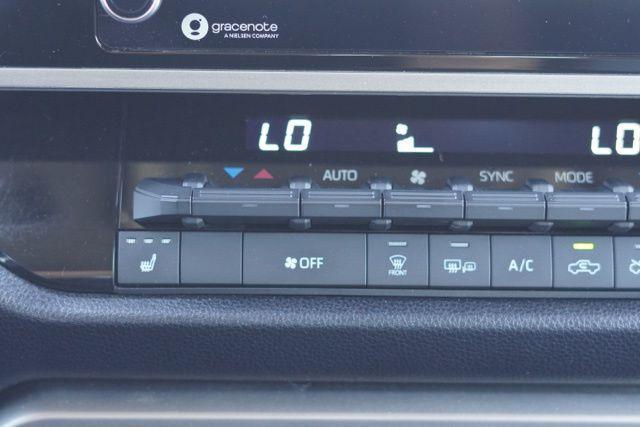 gracenote
A NIELSEN COMPANY
LO LO
AUTO SYNC MODE
OFF FRONT A/C